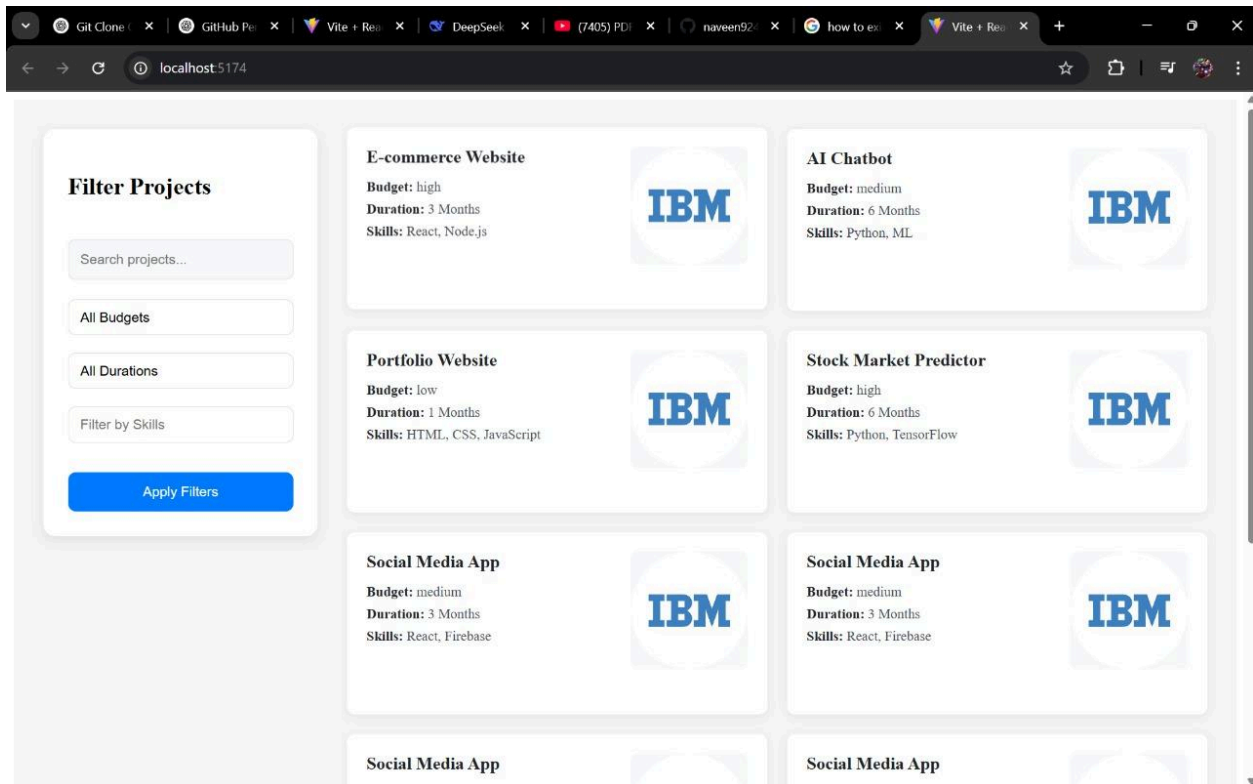 Git Clone
GitHub Per
Vite + Rea
DeepSeek
(7405) PDF
naveen924
how to ex
Vite + Rea
localhost:5174
Filter Projects
Search projects...
All Budgets
All Durations
Filter by Skills
Apply Filters
E-commerce Website
Budget: high
Duration: 3 Months
Skills: React, Node.js
IBM
AI Chatbot
Budget: medium
Duration: 6 Months
Skills: Python, ML
IBM
Portfolio Website
Budget: low
Duration: 1 Months
Skills: HTML, CSS, JavaScript
IBM
Stock Market Predictor
Budget: high
Duration: 6 Months
Skills: Python, TensorFlow
IBM
Social Media App
Budget: medium
Duration: 3 Months
Skills: React, Firebase
IBM
Social Media App
Budget: medium
Duration: 3 Months
Skills: React, Firebase
IBM
Social Media App
Social Media App